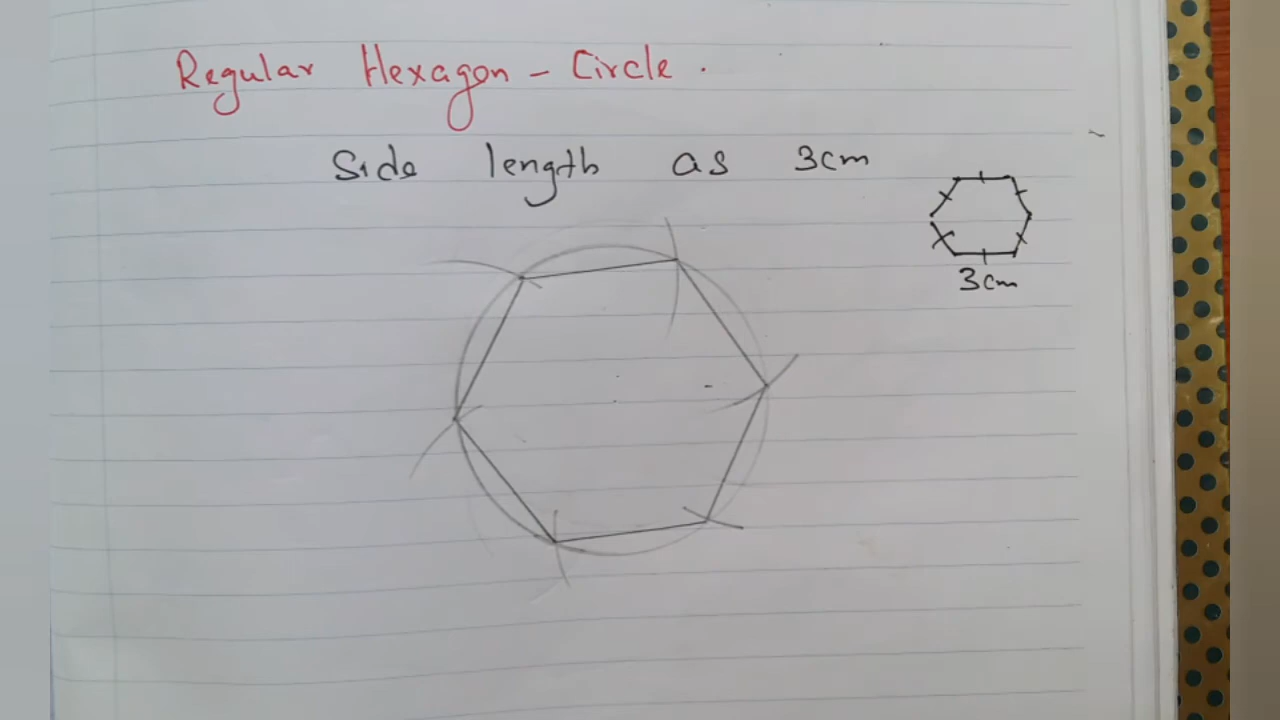 Regular Hexagon - Circle.
Side length as 3cm
3cm